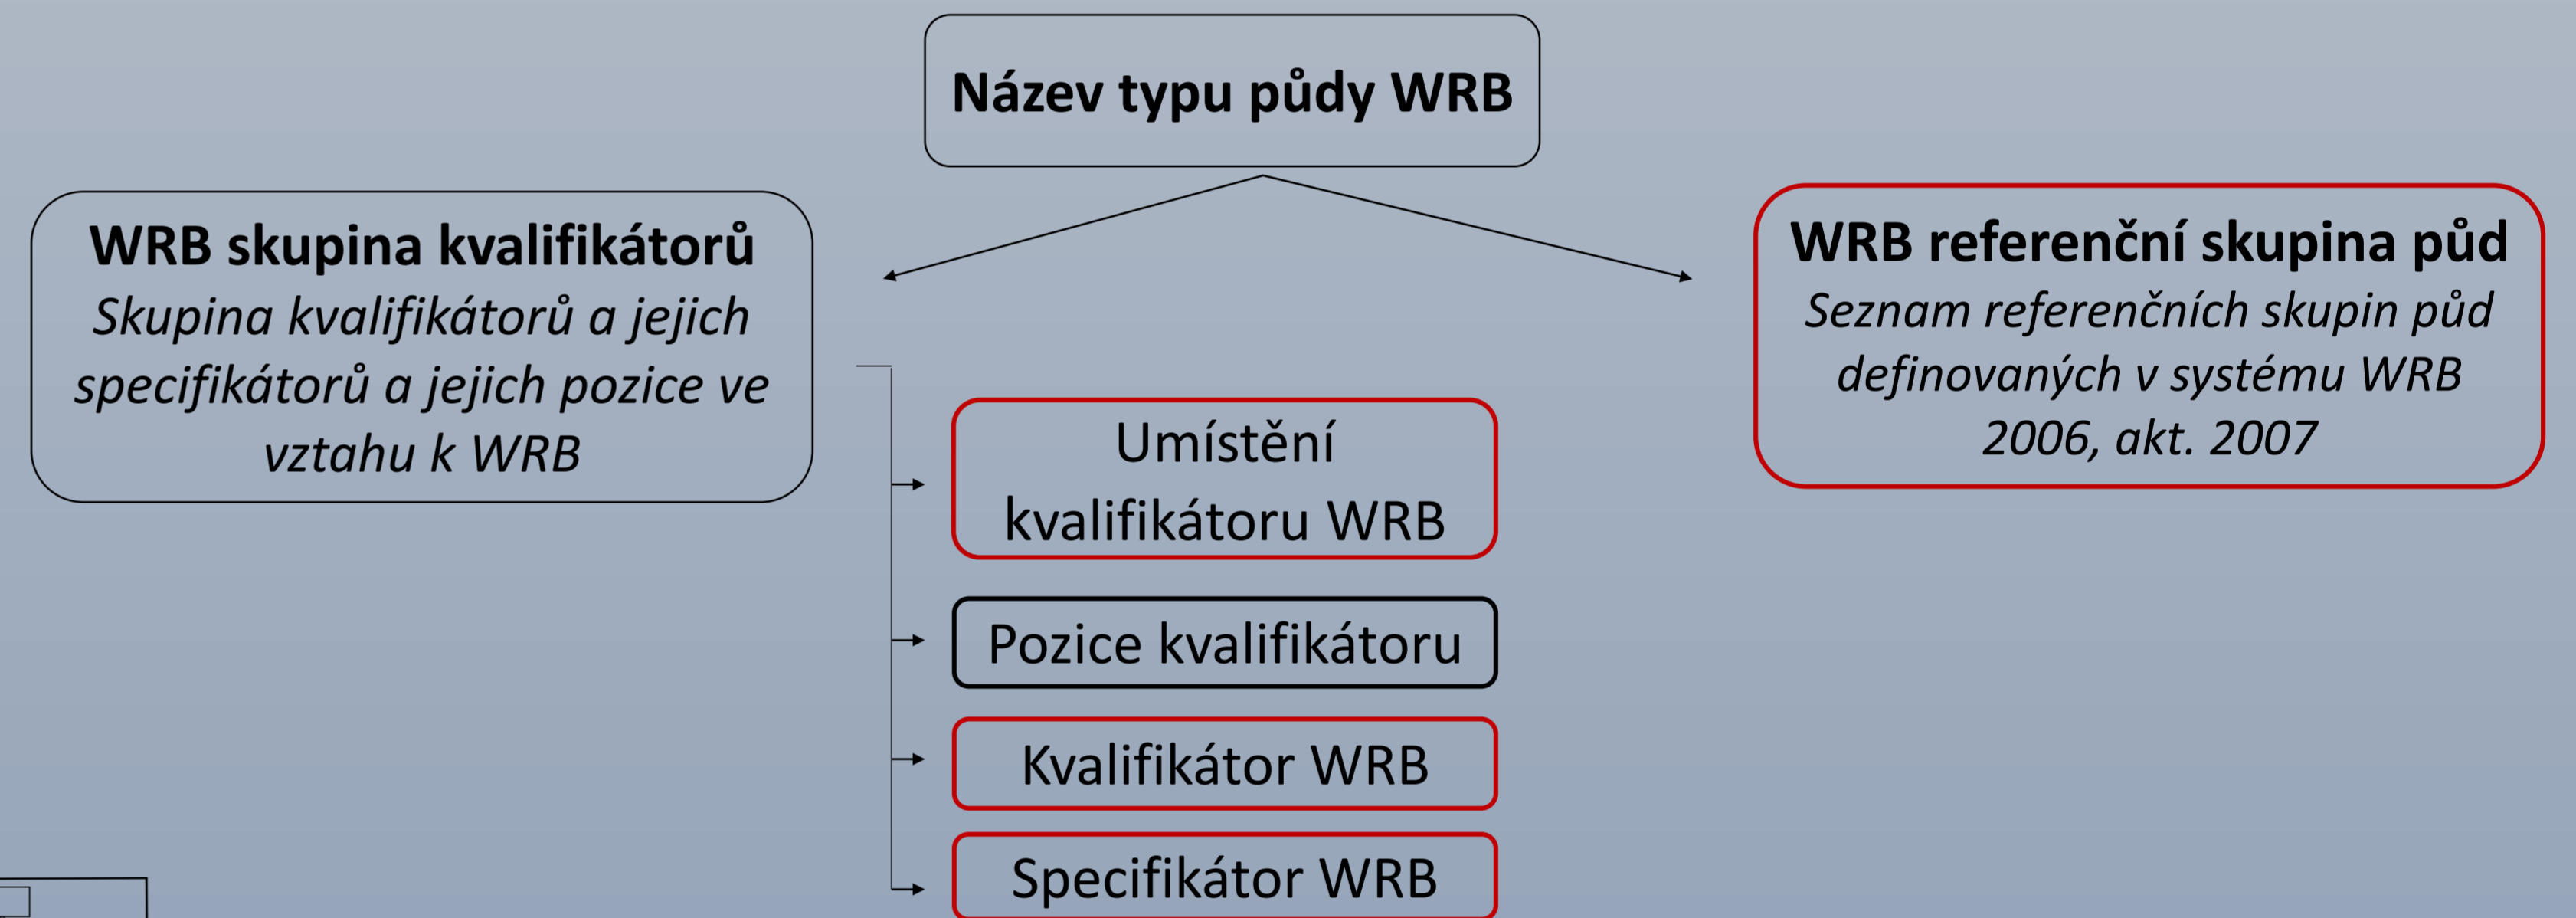 Název typu půdy WRB
WRB skupina kvalifikátorů
Skupina kvalifikátorů a jejich
specifikátorů a jejich pozice ve
vztahu k WRB
WRB referenční skupina půd
Seznam referenčních skupin půd
definovaných v systému WRB
2006, akt. 2007
Umístění
kvalifikátoru WRB
Pozice kvalifikátoru
Kvalifikátor WRB
Specifikátor WRB